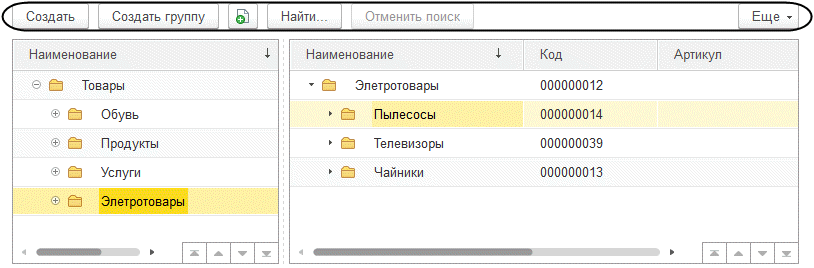 Создать Создать группу Найти... Отменить поиск Еще
Наименование Наименование Код Артикул
Товары Элетротовары 000000012
Обувь Пылесосы 000000014
Продукты Телевизоры 000000039
Услуги Чайники 000000013
Элетротовары